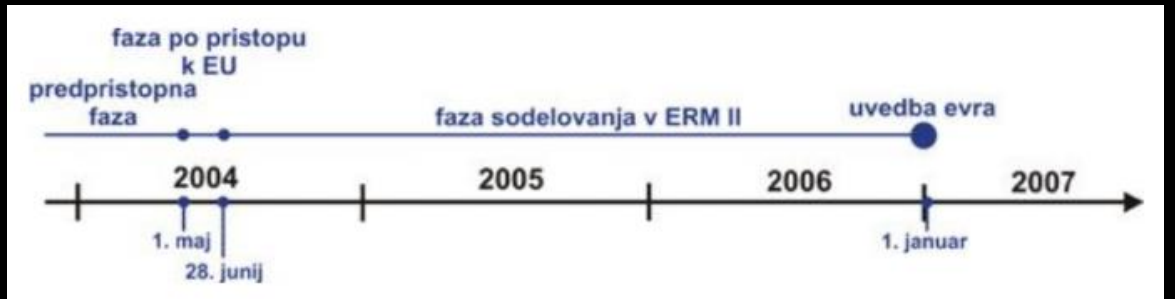 faza po pristopu
k EU
predpristopna
faza
faza sodelovanja v ERM II
uvedba evra
2004
2005
2006
2007
1. maj
28. junij
1. januar